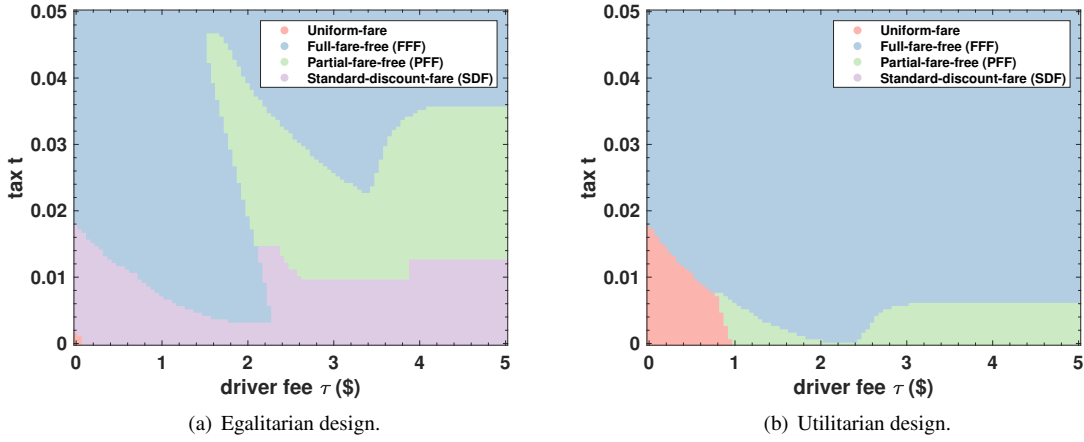 0.05
0.04
0.03
0.02
0.01
0
tax t
Uniform-fare
Full-fare-free (FFF)
Partial-fare-free (PFF)
Standard-discount-fare (SDF)
0 1 2 3 4 5
driver fee τ ($)
(a) Egalitarian design.
0.05
0.04
0.03
0.02
0.01
0
tax t
Uniform-fare
Full-fare-free (FFF)
Partial-fare-free (PFF)
Standard-discount-fare (SDF)
0 1 2 3 4 5
driver fee τ ($)
(b) Utilitarian design.